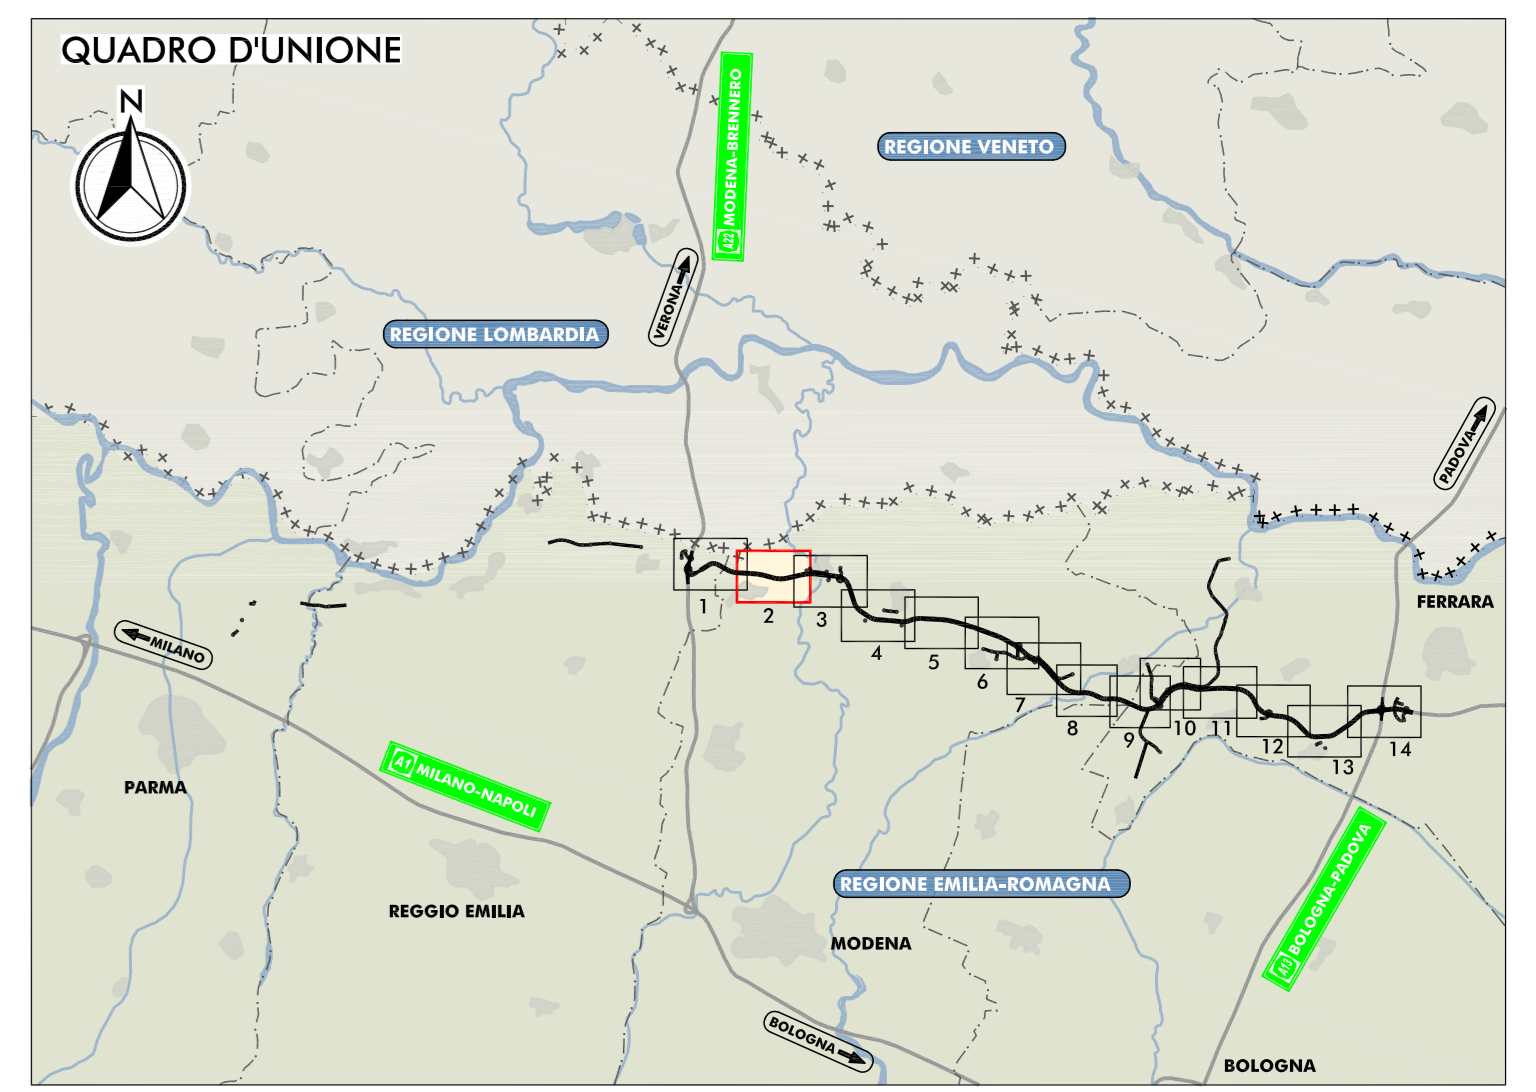 QUADRO D'UNIONE
N
A22 MODENA-BRENNERO
REGIONE VENETO
VERONA
REGIONE LOMBARDIA
PADOVA
FERRARA
MILANO
1
2
3
4
5
6
7
8
9
10
11
12
13
14
PARMA
A1 MILANO-NAPOLI
REGIONE EMILIA-ROMAGNA
A13 BOLOGNA-PADOVA
REGGIO EMILIA
MODENA
BOLOGNA
BOLOGNA